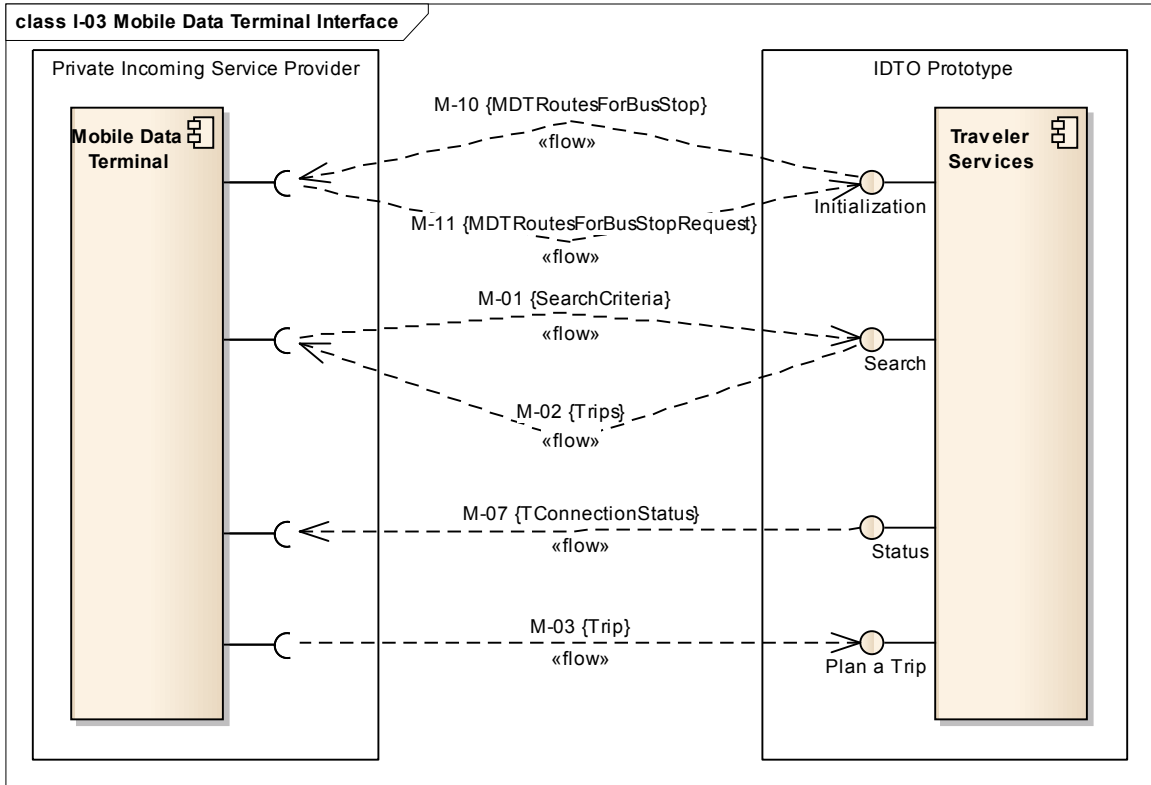 class I-03 Mobile Data Terminal Interface
Private Incoming Service Provider
IDTO Prototype
Mobile Data
Terminal
Traveler
Services
M-10 {MDTRoutesForBusStop}
«flow»
Initialization
M-11 {MDTRoutesForBusStopRequest}
«flow»
M-01 {SearchCriteria}
«flow»
Search
M-02 {Trips}
«flow»
M-07 {TConnectionStatus}
«flow»
Status
M-03 {Trip}
«flow»
Plan a Trip